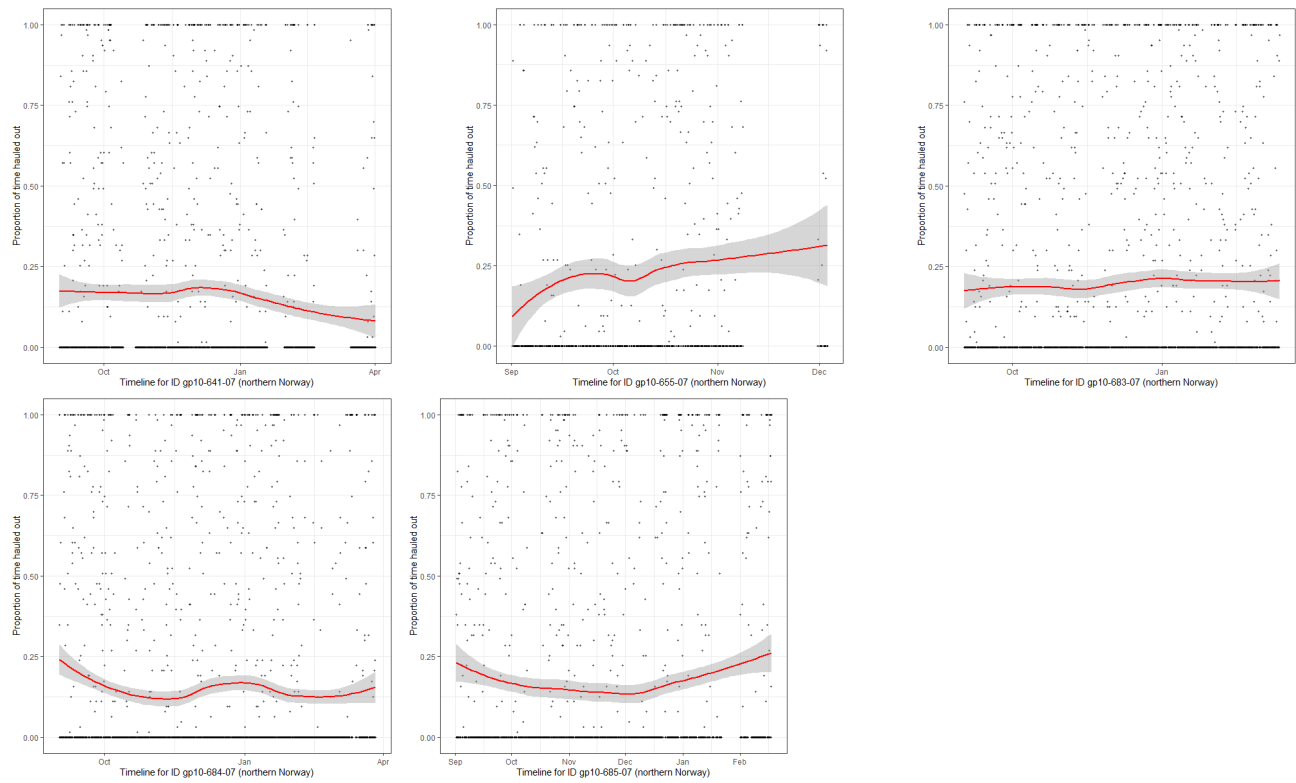 1.00
0.75
0.50
0.25
0.00
Proportion of time hauled out
Oct Jan Apr
Timeline for ID gp10-641-07 (northern Norway)
1.00
0.75
0.50
0.25
0.00
Proportion of time hauled out
Sep Oct Nov Dec
Timeline for ID gp10-655-07 (northern Norway)
1.00
0.75
0.50
0.25
0.00
Proportion of time hauled out
Oct Jan
Timeline for ID gp10-683-07 (northern Norway)
1.00
0.75
0.50
0.25
0.00
Proportion of time hauled out
Oct Jan Apr
Timeline for ID gp10-684-07 (northern Norway)
1.00
0.75
0.50
0.25
0.00
Proportion of time hauled out
Sep Oct Nov Dec Jan Feb
Timeline for ID gp10-685-07 (northern Norway)